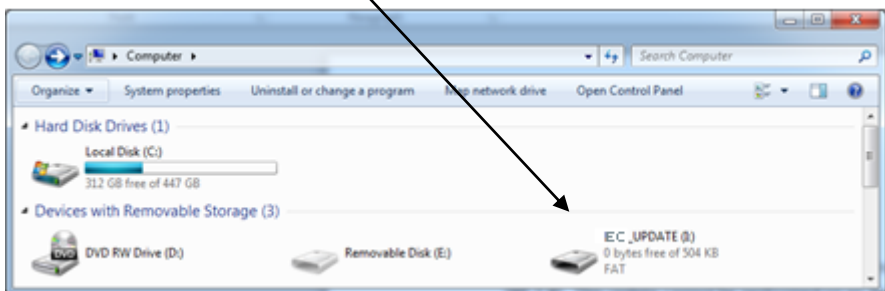 Computer
Search Computer
Organize
System properties
Uninstall or change a program
Map network drive
Open Control Panel
Hard Disk Drives (1)
Local Disk (C:)
312 GB free of 447 GB
Devices with Removable Storage (3)
DVD
DVD RW Drive (D:)
Removable Disk (E:)
IEC _UPDATE (I:)
0 bytes free of 504 KB
FAT